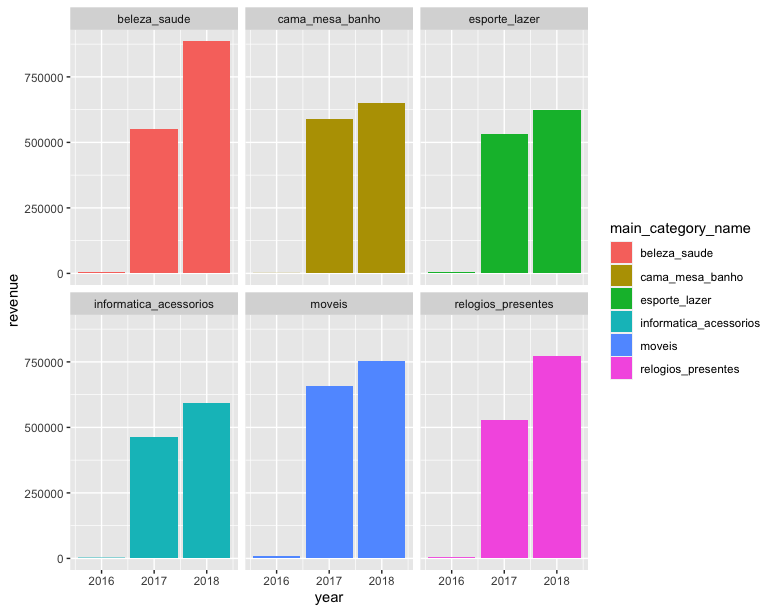 beleza_saude
cama_mesa_banho
esporte_lazer
750000
500000
250000
0
informatica_acessorios
moveis
relogios_presentes
750000
500000
250000
0
2016
2017
2018
2016
2017
2018
2016
2017
2018
year
revenue
main_category_name
beleza_saude
cama_mesa_banho
esporte_lazer
informatica_acessorios
moveis
relogios_presentes